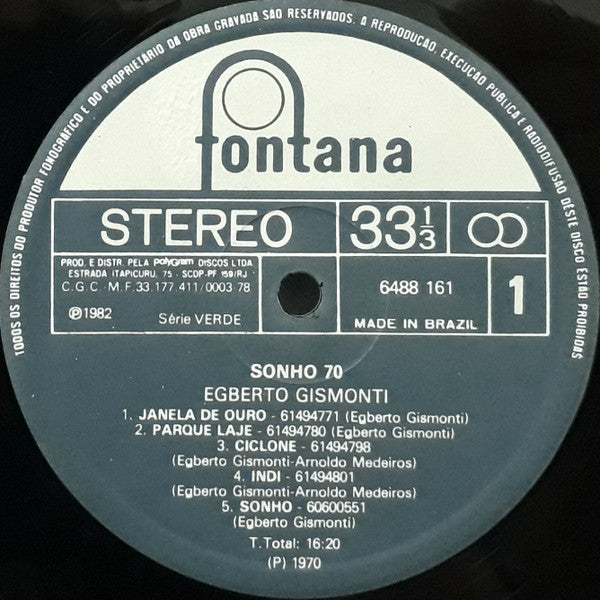 TODOS OS DIREITOS DO PRODUTOR FONOGRÁFICO E DO PROPRIETÁRIO DA OBRA GRAVADA SÃO RESERVADOS. A REPRODUÇÃO, EXECUÇÃO PÚBLICA E RADIODIFUSÃO DESTE DISCO ESTÃO PROIBIDAS
fontana
STEREO 33 1/3
PROD. E DISTR. PELA PolyGram DISCOS LTDA
ESTRADA ITAPICURU, 75 - SCDP-PF 159/RJ
C.G.C.-M.F.33.177.411/0003-78
℗1982 Série VERDE
6488 161
MADE IN BRAZIL
1
SONHO 70
EGBERTO GISMONTI
1. JANELA DE OURO - 61494771 (Egberto Gismonti)
2. PARQUE LAJE - 61494780 (Egberto Gismonti)
3. CICLONE - 61494798
(Egberto Gismonti-Arnoldo Medeiros)
4. INDI - 61494801
(Egberto Gismonti-Arnoldo Medeiros)
5. SONHO - 60600551
(Egberto Gismonti)
T.Total: 16:20
(P) 1970